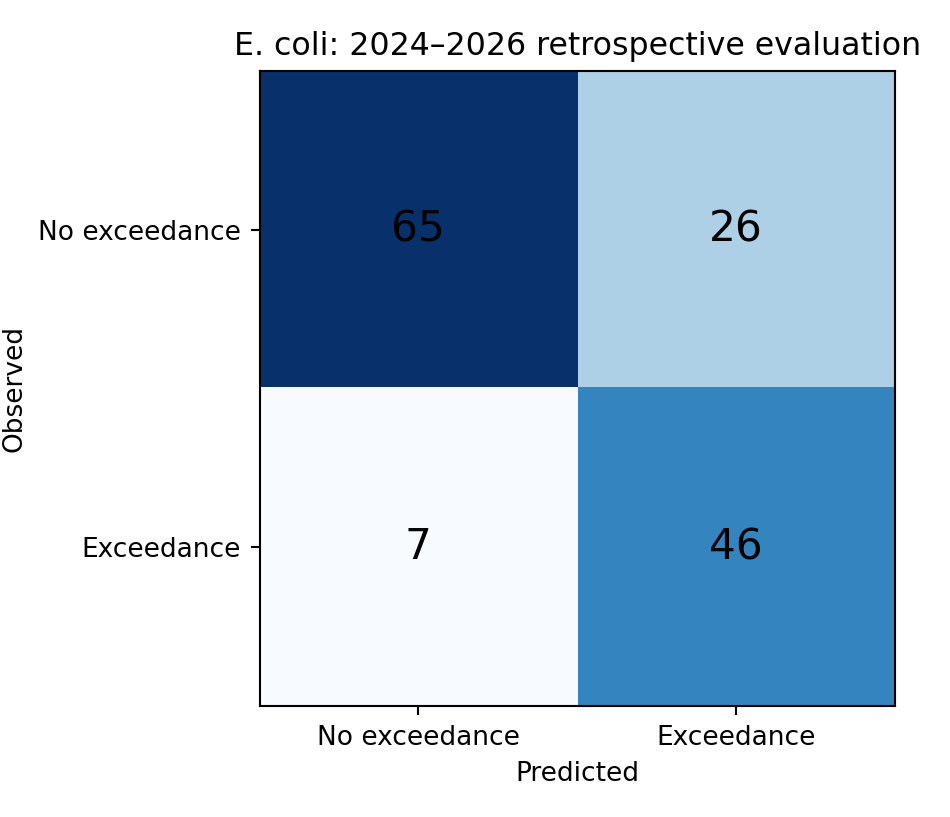 E. coli: 2024–2026 retrospective evaluation
No exceedance
65
26
Observed
Exceedance
7
46
No exceedance
Exceedance
Predicted